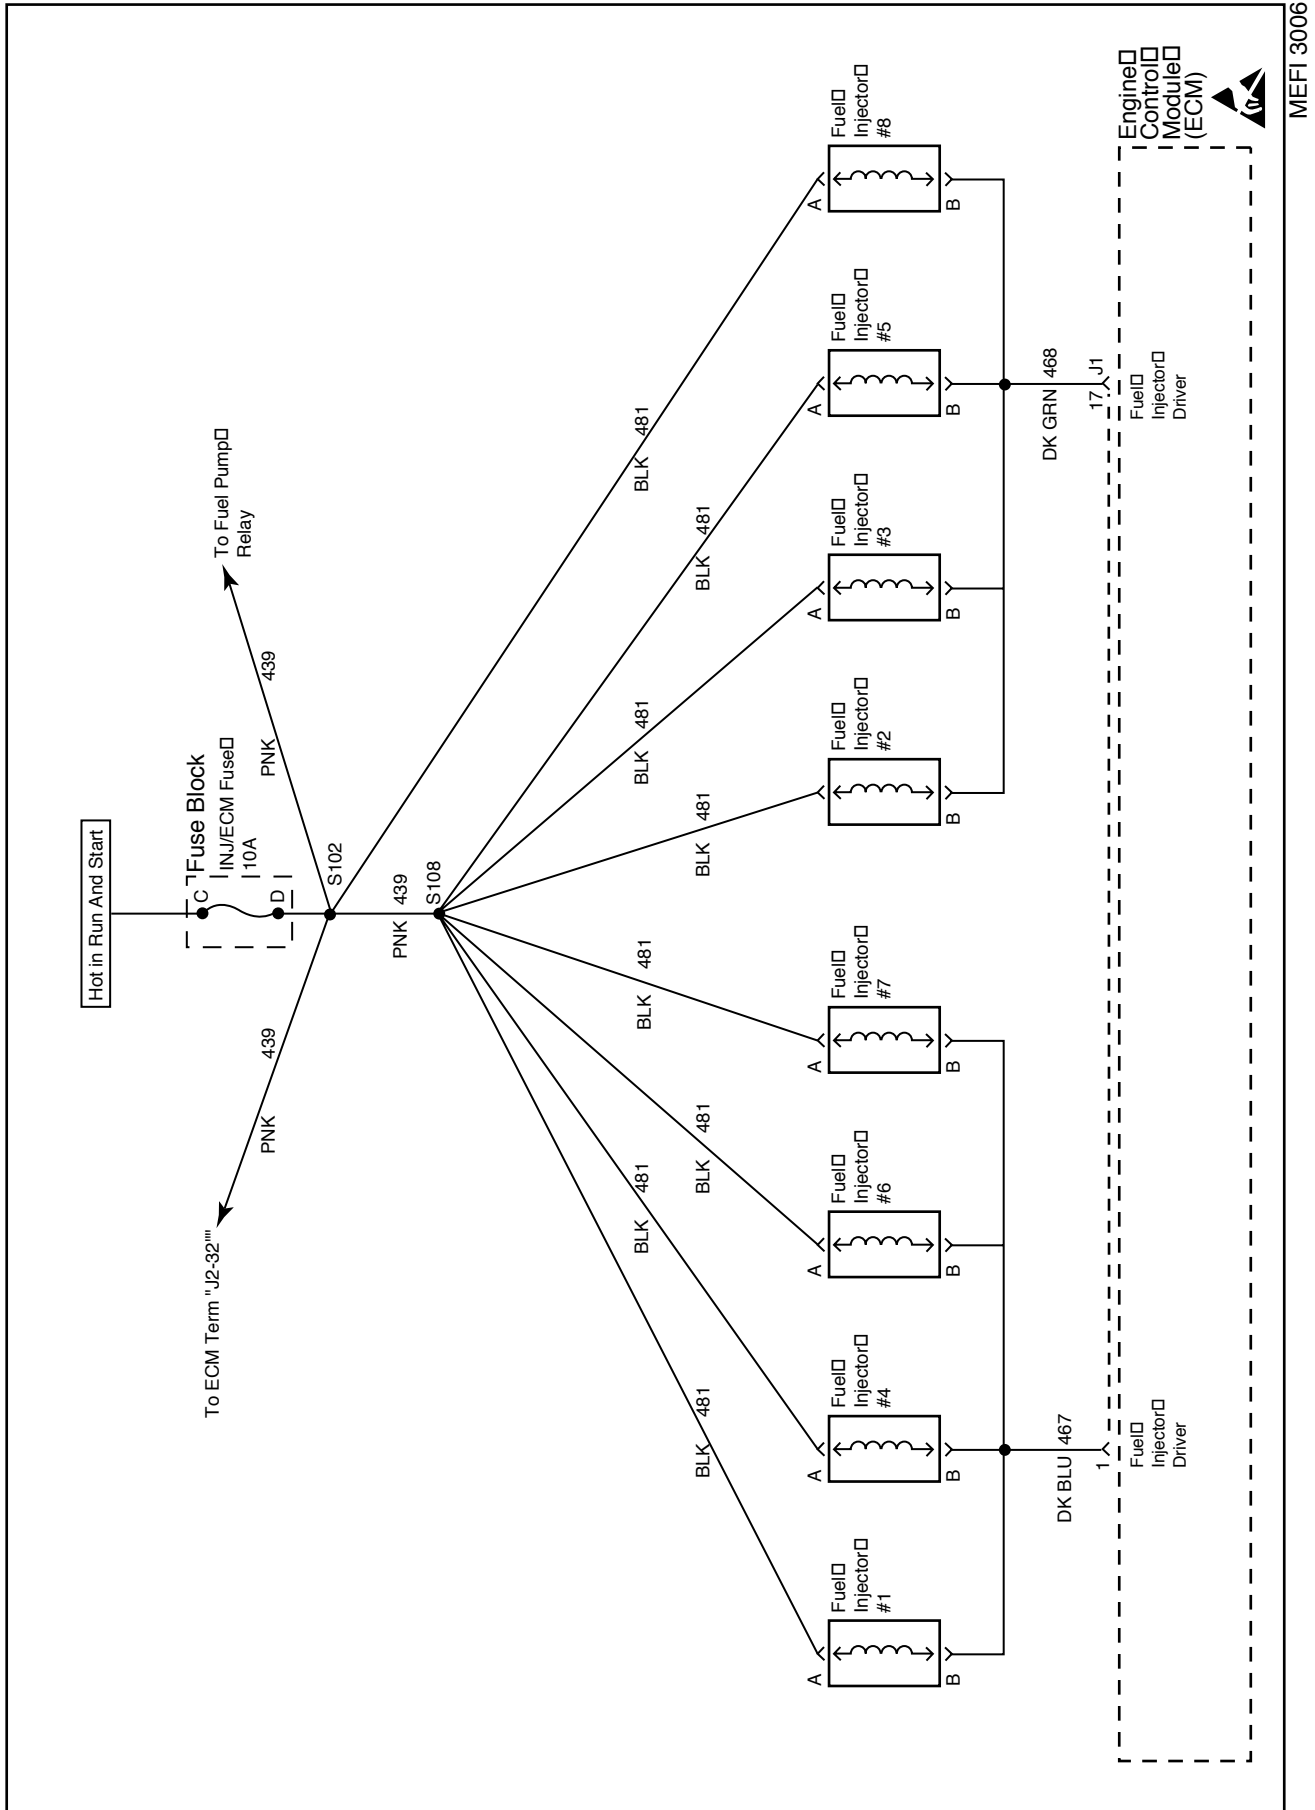 Hot in Run And Start
Fuse Block
INJ/ECM Fuse□
10A
C
D
To ECM Term "J2-32""
PNK 439
PNK 439
To Fuel Pump□
Relay
S102
PNK 439
S108
BLK 481
BLK 481
BLK 481
BLK 481
BLK 481
BLK 481
BLK 481
BLK 481
A
Fuel□
Injector□
#1
B
A
Fuel□
Injector□
#4
B
A
Fuel□
Injector□
#6
B
A
Fuel□
Injector□
#7
B
Fuel□
Injector□
#2
B
A
Fuel□
Injector□
#3
B
A
Fuel□
Injector□
#5
B
A
Fuel□
Injector□
#8
B
DK BLU 467
1
Fuel□
Injector□
Driver
DK GRN 468
17 J1
Fuel□
Injector□
Driver
Engine□
Control□
Module□
(ECM)
MEFI 3006